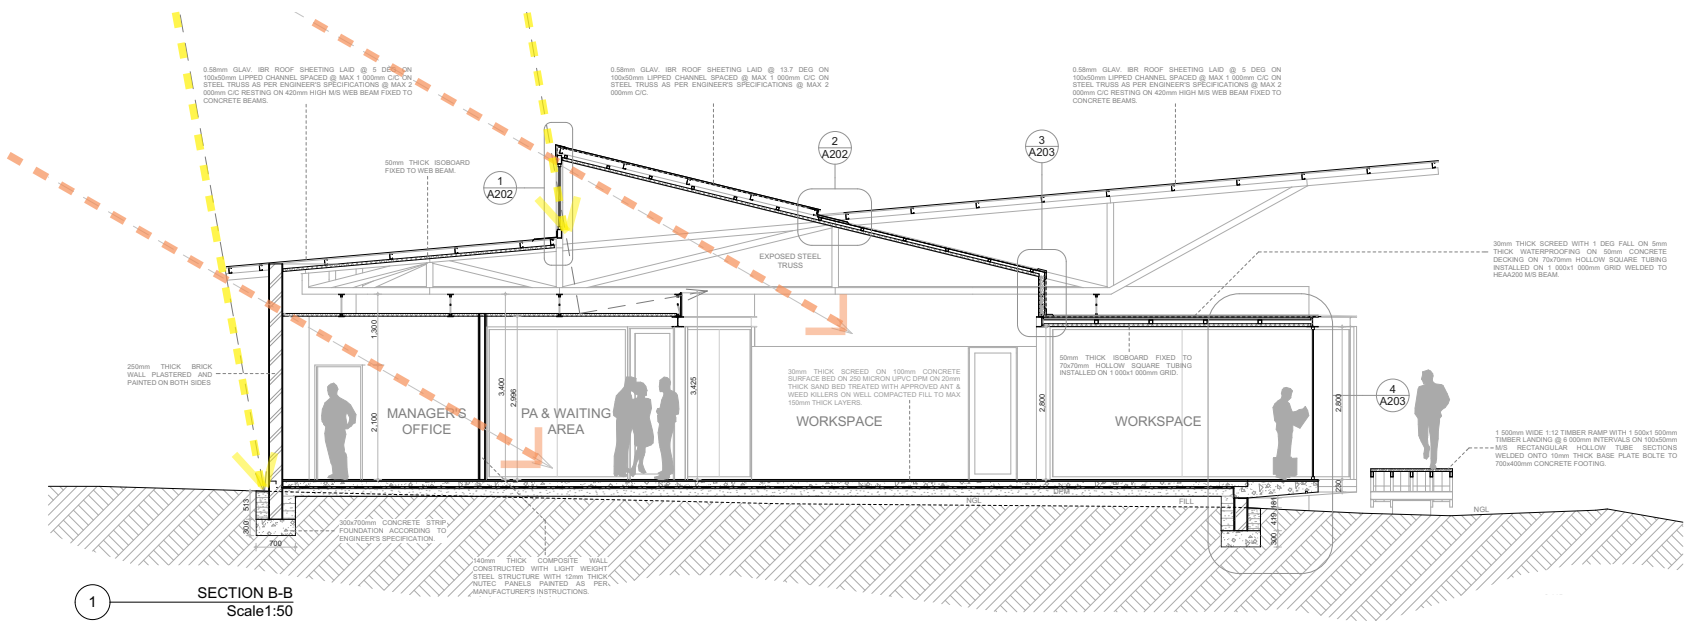 0.58mm GLAV. IBR ROOF SHEETING LAID @ 5 DEG ON
100x50mm LIPPED CHANNEL SPACED @ MAX 1 000mm C/C ON
STEEL TRUSS AS PER ENGINEER'S SPECIFICATIONS @ MAX 2
000mm C/C RESTING ON 420mm HIGH M/S WEB BEAM FIXED TO
CONCRETE BEAMS.
0.58mm GLAV. IBR ROOF SHEETING LAID @ 13.7 DEG ON
100x50mm LIPPED CHANNEL SPACED @ MAX 1 000mm C/C ON
STEEL TRUSS AS PER ENGINEER'S SPECIFICATIONS @ MAX 2
000mm C/C.
0.58mm GLAV. IBR ROOF SHEETING LAID @ 5 DEG ON
100x50mm LIPPED CHANNEL SPACED @ MAX 1 000mm C/C ON
STEEL TRUSS AS PER ENGINEER'S SPECIFICATIONS @ MAX 2
000mm C/C RESTING ON 420mm HIGH M/S WEB BEAM FIXED TO
CONCRETE BEAMS.
50mm THICK ISOBOARD
FIXED TO WEB BEAM.
1
A202
2
A202
3
A203
EXPOSED STEEL
TRUSS
30mm THICK SCREED WITH 1 DEG FALL ON 5mm
THICK WATERPROOFING ON 50mm CONCRETE
DECKING ON 70x70mm HOLLOW SQUARE TUBING
INSTALLED ON 1 000x1 000mm GRID WELDED TO
HEAA200 M/S BEAM.
250mm THICK BRICK
WALL PLASTERED AND
PAINTED ON BOTH SIDES
1,300
2,100
3,400
2,996
3,425
2,800
2,800
230
50mm THICK ISOBOARD FIXED TO
70x70mm HOLLOW SQUARE TUBING
INSTALLED ON 1 000x1 000mm GRID.
30mm THICK SCREED ON 100mm CONCRETE
SURFACE BED ON 250 MICRON UPVC DPM ON 20mm
THICK SAND BED TREATED WITH APPROVED ANT &
WEED KILLERS ON WELL COMPACTED FILL TO MAX
150mm THICK LAYERS.
4
A203
MANAGER'S
OFFICE
PA & WAITING
AREA
WORKSPACE
WORKSPACE
1 500mm WIDE 1:12 TIMBER RAMP WITH 1 500x1 500mm
TIMBER LANDING @ 6 000mm INTERVALS ON 100x50mm
M/S RECTANGULAR HOLLOW TUBE SECTIONS
WELDED ONTO 10mm THICK BASE PLATE BOLTE TO
700x400mm CONCRETE FOOTING.
NGL
DPM
FILL
NGL
513
300
700
181
419
300
300x700mm CONCRETE STRIP
FOUNDATION ACCORDING TO
ENGINEER'S SPECIFICATION.
140mm THICK COMPOSITE WALL
CONSTRUCTED WITH LIGHT WEIGHT
STEEL STRUCTURE WITH 12mm THICK
NUTEC PANELS PAINTED AS PER
MANUFACTURER'S INSTRUCTIONS.
1
SECTION B-B
Scale1:50